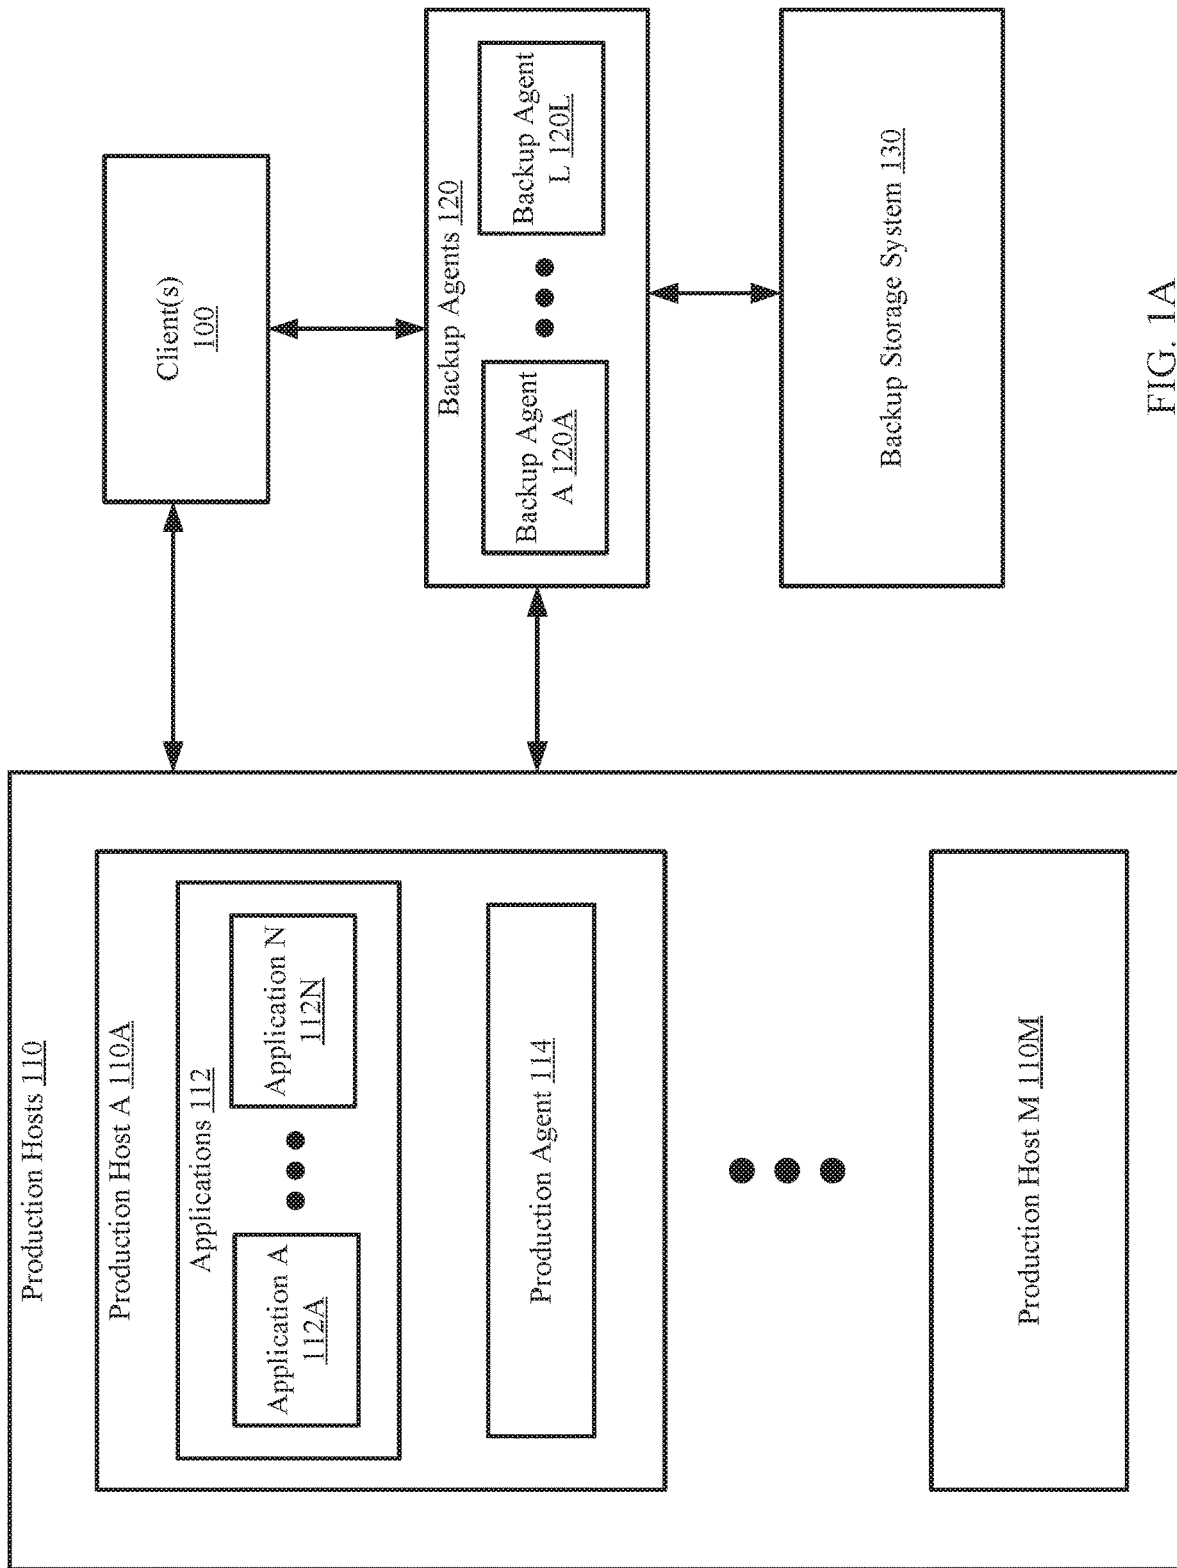 Production Hosts 110
Production Host A 110A
Applications 112
Application A
112A
Application N
112N
Production Agent 114
Production Host M 110M
Client(s)
100
Backup Agents 120
Backup Agent
A 120A
Backup Agent
L 120L
Backup Storage System 130
FIG. 1A